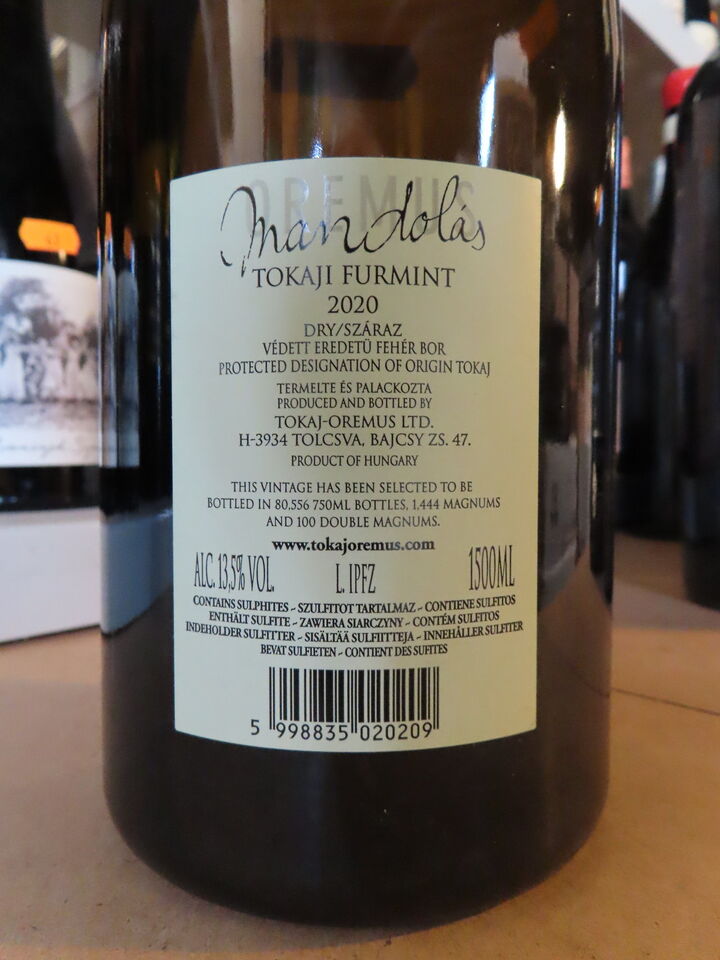 OREMUS
Mandolás
TOKAJI FURMINT
2020
DRY/SZÁRAZ
VÉDETT EREDETŰ FEHÉR BOR
PROTECTED DESIGNATION OF ORIGIN TOKAJ
TERMELTE ÉS PALACKOZTA
PRODUCED AND BOTTLED BY
TOKAJ-OREMUS LTD.
H-3934 TOLCSVA, BAJCSY ZS. 47.
PRODUCT OF HUNGARY
THIS VINTAGE HAS BEEN SELECTED TO BE
BOTTLED IN 80,556 750ML BOTTLES, 1,444 MAGNUMS
AND 100 DOUBLE MAGNUMS.
www.tokajoremus.com
ALC. 13,5% VOL. L. 1PFZ 1500ML
CONTAINS SULPHITES - SZULFITOT TARTALMAZ - CONTIENE SULFITOS
ENTHÄLT SULFITE - ZAWIERA SIARCZYNY - CONTÉM SULFITOS
INDEHOLDER SULFITTER - SISÄLTÄÄ SULFIITTEJA - INNEHÅLLER SULFITER
BEVAT SULFIETEN - CONTIENT DES SUFITES
5 998835 020209